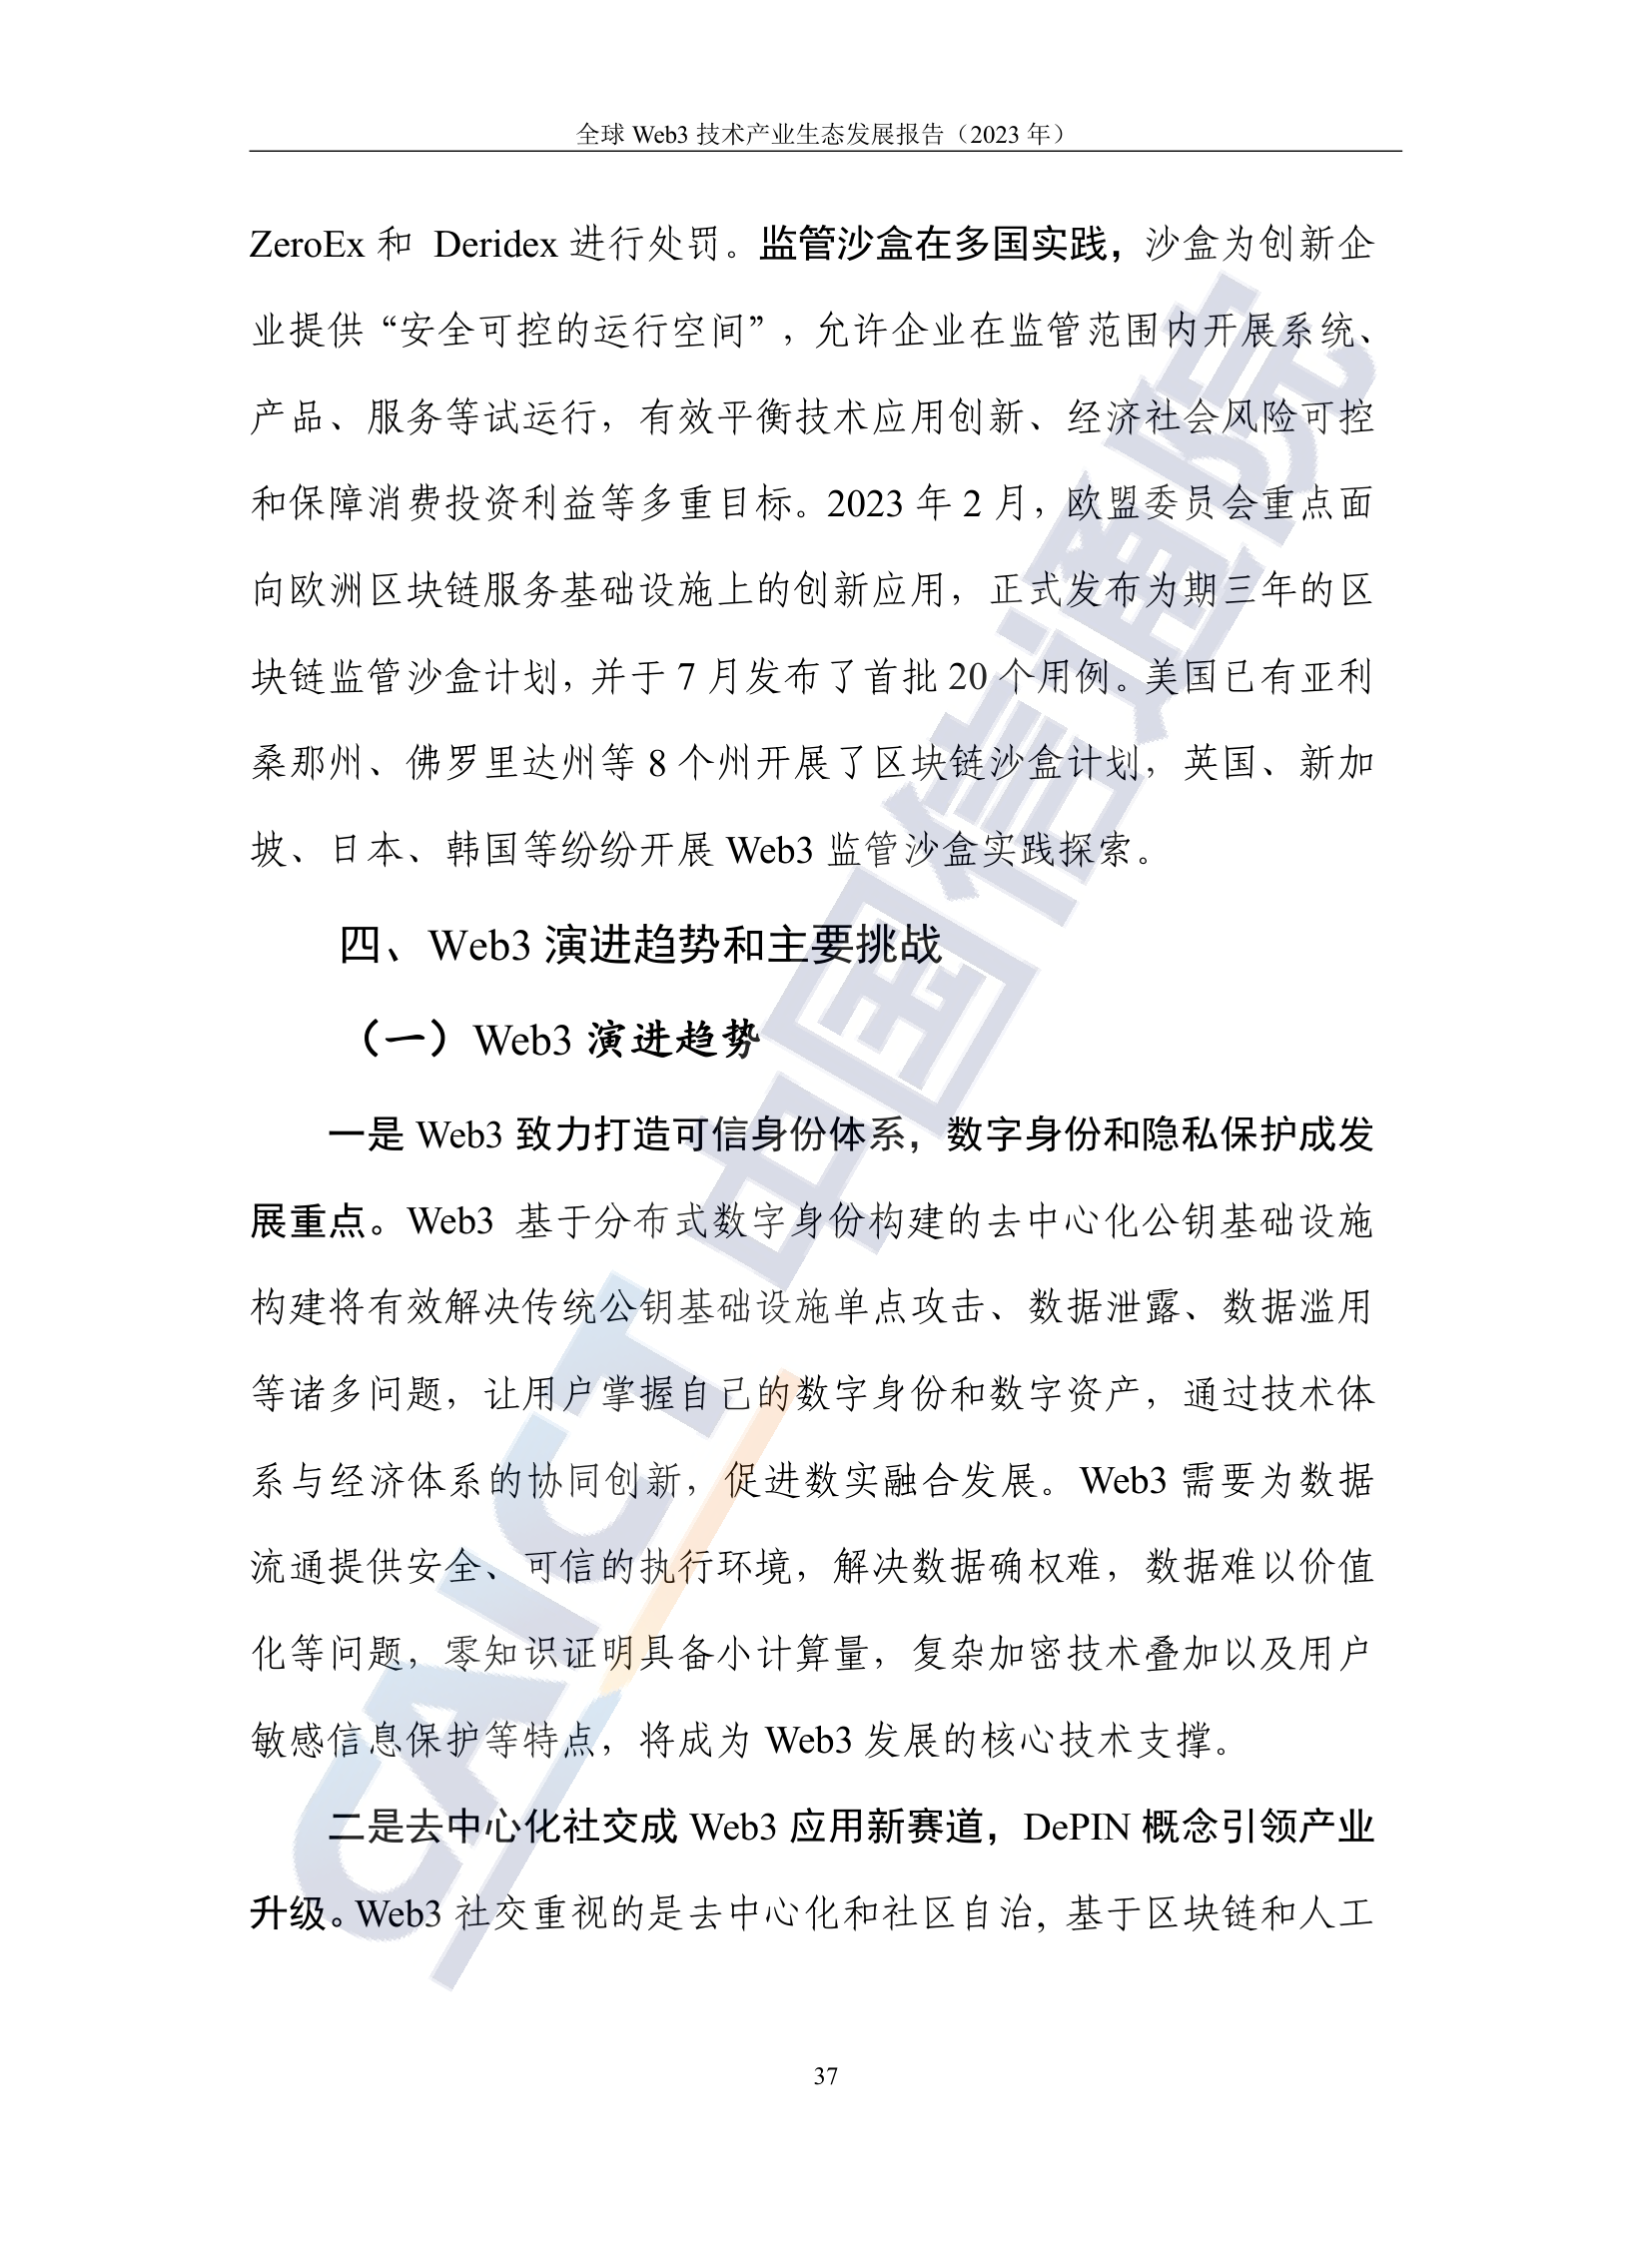 全球 Web3 技术产业生态发展报告（2023 年）
ZeroEx 和 Deridex 进行处罚。监管沙盒在多国实践，沙盒为创新企
业提供“安全可控的运行空间”，允许企业在监管范围内开展系统、
产品、服务等试运行，有效平衡技术应用创新、经济社会风险可控
和保障消费投资利益等多重目标。2023 年 2 月，欧盟委员会重点面
向欧洲区块链服务基础设施上的创新应用，正式发布为期三年的区
块链监管沙盒计划，并于 7 月发布了首批 20 个用例。美国已有亚利
桑那州、佛罗里达州等 8 个州开展了区块链沙盒计划，英国、新加
坡、日本、韩国等纷纷开展 Web3 监管沙盒实践探索。
四、Web3 演进趋势和主要挑战
（一）Web3 演进趋势
一是 Web3 致力打造可信身份体系，数字身份和隐私保护成发
展重点。Web3 基于分布式数字身份构建的去中心化公钥基础设施
构建将有效解决传统公钥基础设施单点攻击、数据泄露、数据滥用
等诸多问题，让用户掌握自己的数字身份和数字资产，通过技术体
系与经济体系的协同创新，促进数实融合发展。Web3 需要为数据
流通提供安全、可信的执行环境，解决数据确权难，数据难以价值
化等问题，零知识证明具备小计算量，复杂加密技术叠加以及用户
敏感信息保护等特点，将成为 Web3 发展的核心技术支撑。
二是去中心化社交成 Web3 应用新赛道，DePIN 概念引领产业
升级。Web3 社交重视的是去中心化和社区自治, 基于区块链和人工
37
CAICT 中国信通院